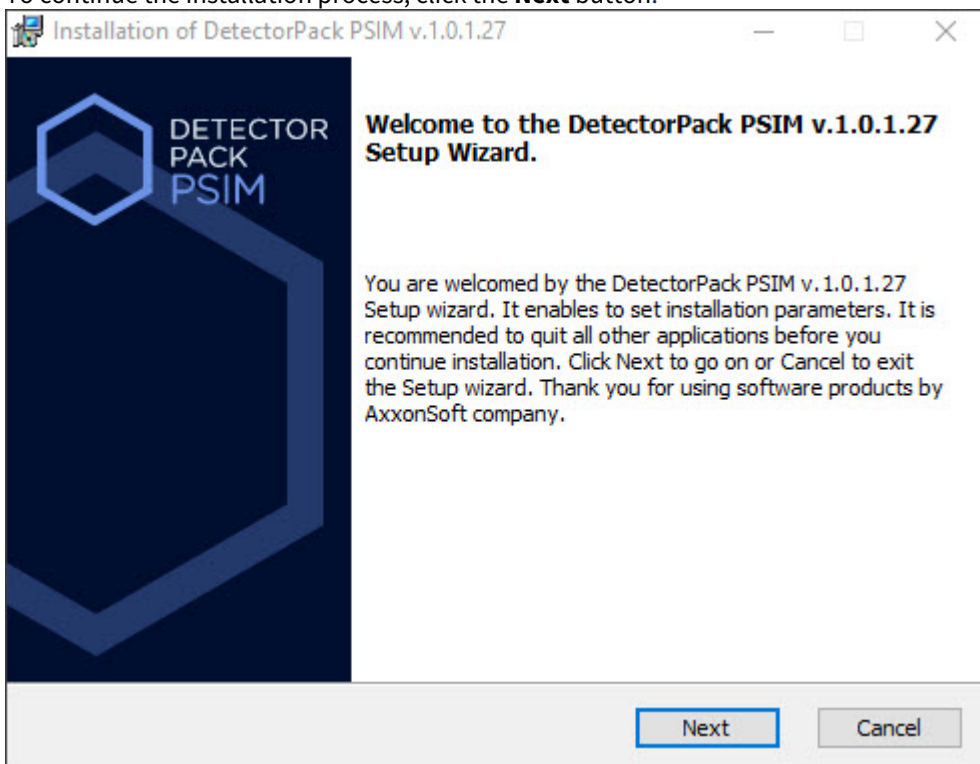 To continue the installation process, click the Next button.
Installation of DetectorPack PSIM v.1.0.1.27
DETECTOR
PACK
PSIM
Welcome to the DetectorPack PSIM v.1.0.1.27
Setup Wizard.
You are welcomed by the DetectorPack PSIM v.1.0.1.27
Setup wizard. It enables to set installation parameters. It is
recommended to quit all other applications before you
continue installation. Click Next to go on or Cancel to exit
the Setup wizard. Thank you for using software products by
AxxonSoft company.
Next
Cancel